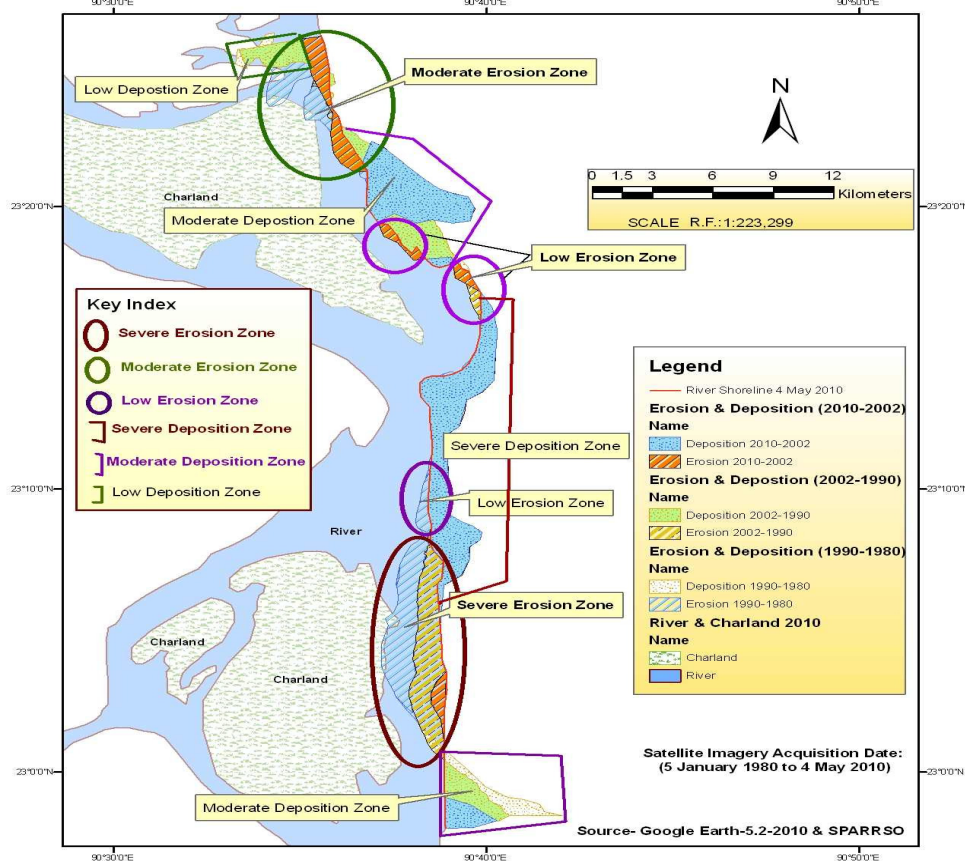 90°30'0"E
90°40'0"E
90°50'0"E
Low Depostion Zone
Moderate Erosion Zone
N
0 1.5 3 6 9 12
Kilometers
SCALE R.F.:1:223,299
Charland
23°20'0"N
23°20'0"N
Moderate Depostion Zone
Low Erosion Zone
Key Index
Severe Erosion Zone
Moderate Erosion Zone
Low Erosion Zone
Severe Deposition Zone
Moderate Deposition Zone
Low Deposition Zone
Legend
River Shoreline 4 May 2010
Erosion & Deposition (2010-2002)
Name
Deposition 2010-2002
Erosion 2010-2002
Erosion & Depostion (2002-1990)
Name
Deposition 2002-1990
Erosion 2002-1990
Erosion & Deposition (1990-1980)
Name
Deposition 1990-1980
Erosion 1990-1980
River & Charland 2010
Name
Charland
River
Severe Deposition Zone
23°10'0"N
23°10'0"N
Low Erosion Zone
River
Severe Erosion Zone
Charland
Charland
Satellite Imagery Acquisition Date:
(5 January 1980 to 4 May 2010)
23°0'0"N
23°0'0"N
Moderate Deposition Zone
Source- Google Earth-5.2-2010 & SPARRSO
90°30'0"E
90°40'0"E
90°50'0"E